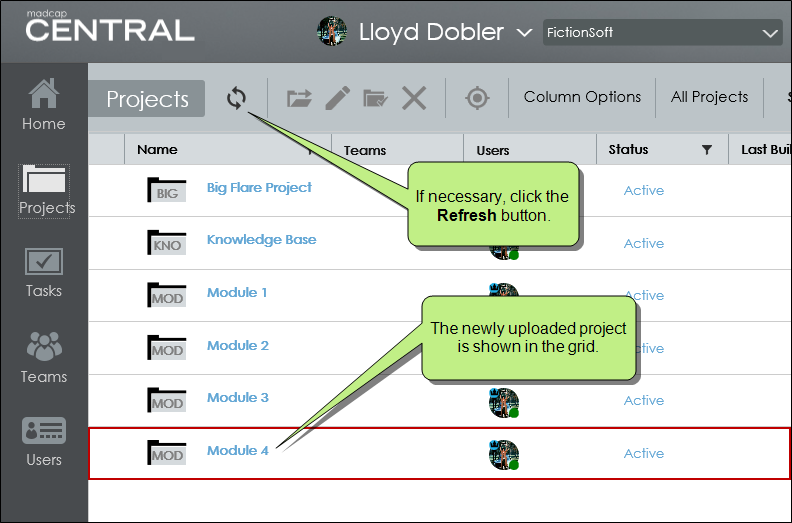 madcap
CENTRAL
Lloyd Dobler
FictionSoft
Projects
Column Options
All Projects
Home
Projects
Tasks
Teams
Users
Name
Teams
Users
Status
Last Buil
BIG
Big Flare Project
Active
KNO
Knowledge Base
Active
MOD
Module 1
Active
MOD
Module 2
Active
MOD
Module 3
Active
MOD
Module 4
Active
If necessary, click the
Refresh button.
The newly uploaded project
is shown in the grid.